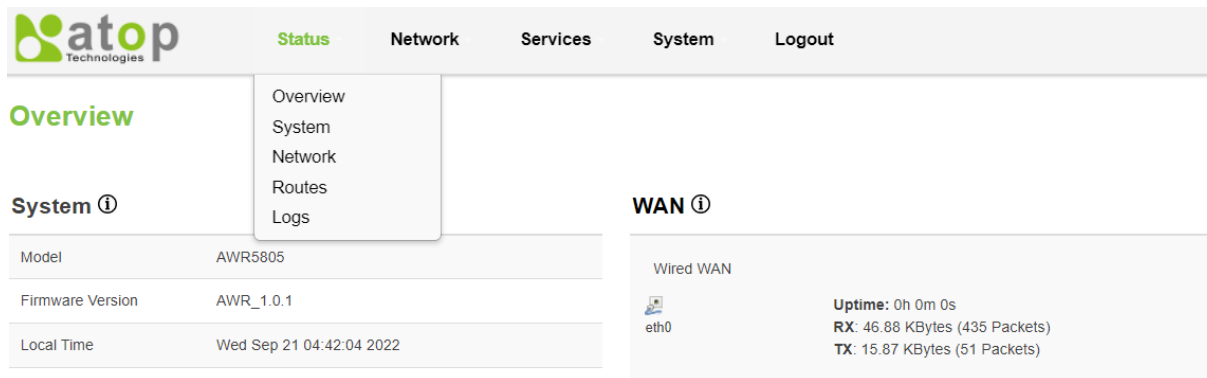 atop
Technologies
Status Network Services System Logout
Overview
System
Network
Routes
Logs
Overview
System
Model AWR5805
Firmware Version AWR_1.0.1
Local Time Wed Sep 21 04:42:04 2022
WAN
Wired WAN
eth0
Uptime: 0h 0m 0s
RX: 46.88 KBytes (435 Packets)
TX: 15.87 KBytes (51 Packets)